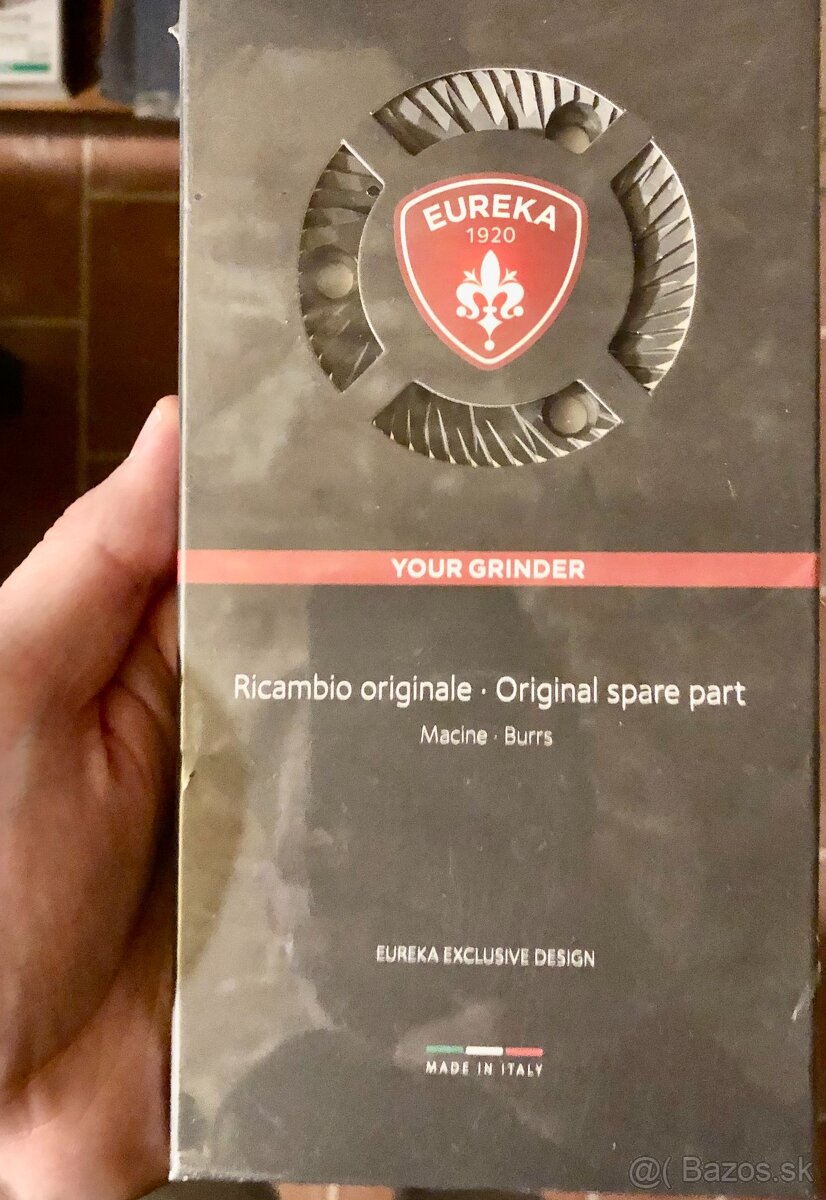 EUREKA
1920
YOUR GRINDER
Ricambio originale · Original spare part
Macine · Burrs
EUREKA EXCLUSIVE DESIGN
MADE IN ITALY
@( Bazos.sk